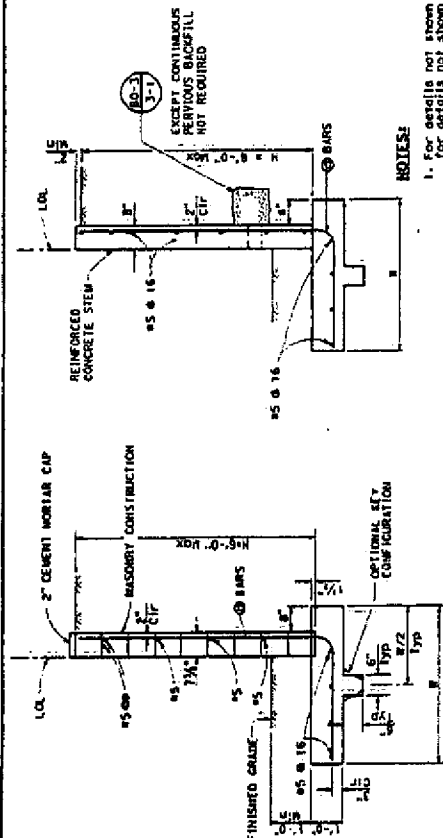 LOL
2" CEMENT MORTAR CAP
MASONRY CONSTRUCTION
2"
Clr
H=6'-0" Max
#5
#5
#5
#5
7⅝"
BARS
FINISHED GRADE
8"
#5 @ 16
OPTIONAL KEY
CONFIGURATION
6"
Typ
W/2
Typ
W
LOL
REINFORCED
CONCRETE STEM
8"
2"
Clr
#5 @ 16
H = 6'-0" Max
BO-3
3-1
EXCEPT CONTINUOUS
PERVIOUS BACKFILL
NOT REQUIRED
8"
BARS
#5 @ 16
W
NOTES:
1. For details not shown
for details not shown